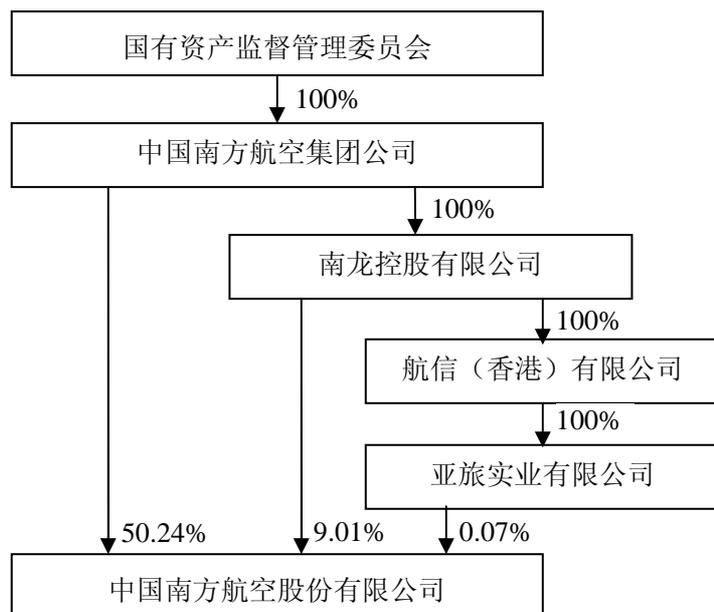 国有资产监督管理委员会
100%
中国南方航空集团公司
100%
南龙控股有限公司
100%
航信（香港）有限公司
100%
亚旅实业有限公司
50.24%
9.01%
0.07%
中国南方航空股份有限公司